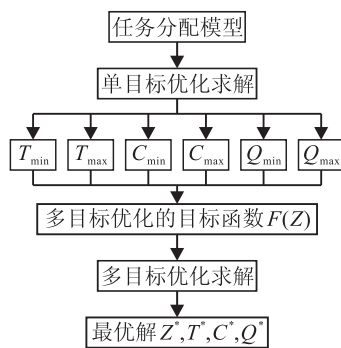 任务分配模型
单目标优化求解
T_min T_max C_min C_max Q_min Q_max
多目标优化的目标函数F(Z)
多目标优化求解
最优解Z*,T*,C*,Q*